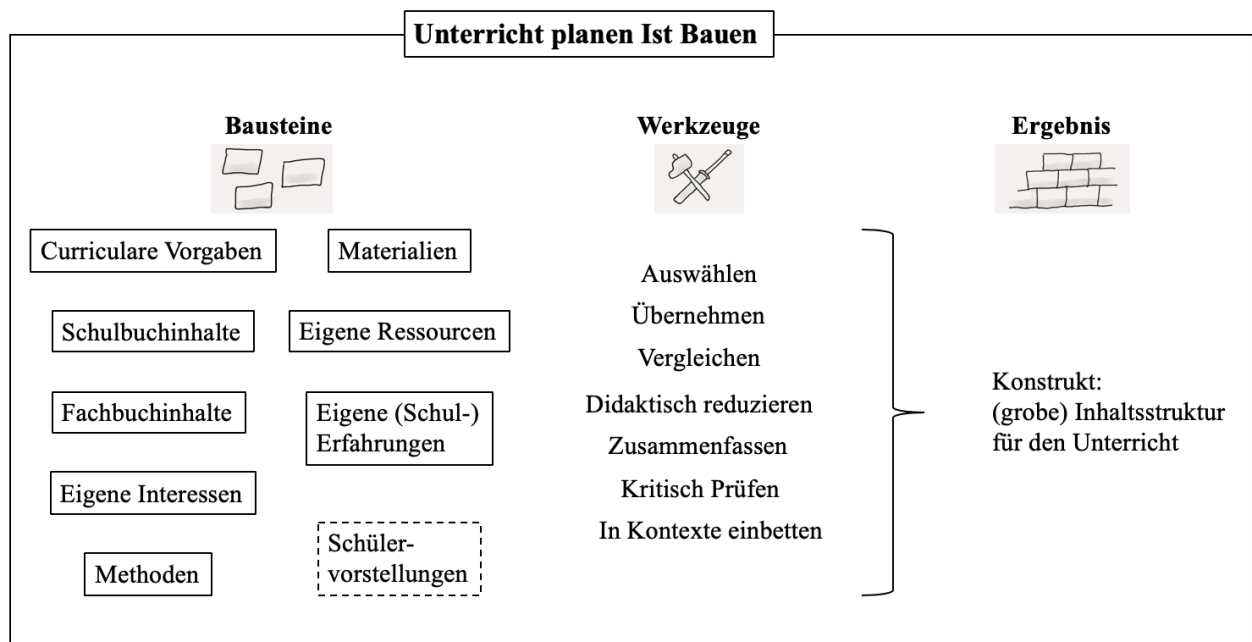 Unterricht planen Ist Bauen
Bausteine
Curriculare Vorgaben
Materialien
Schulbuchinhalte
Eigene Ressourcen
Fachbuchinhalte
Eigene (Schul-)
Erfahrungen
Eigene Interessen
Schüler-
vorstellungen
Methoden
Werkzeuge
Auswählen
Übernehmen
Vergleichen
Didaktisch reduzieren
Zusammenfassen
Kritisch Prüfen
In Kontexte einbetten
Ergebnis
Konstrukt:
(grobe) Inhaltsstruktur
für den Unterricht